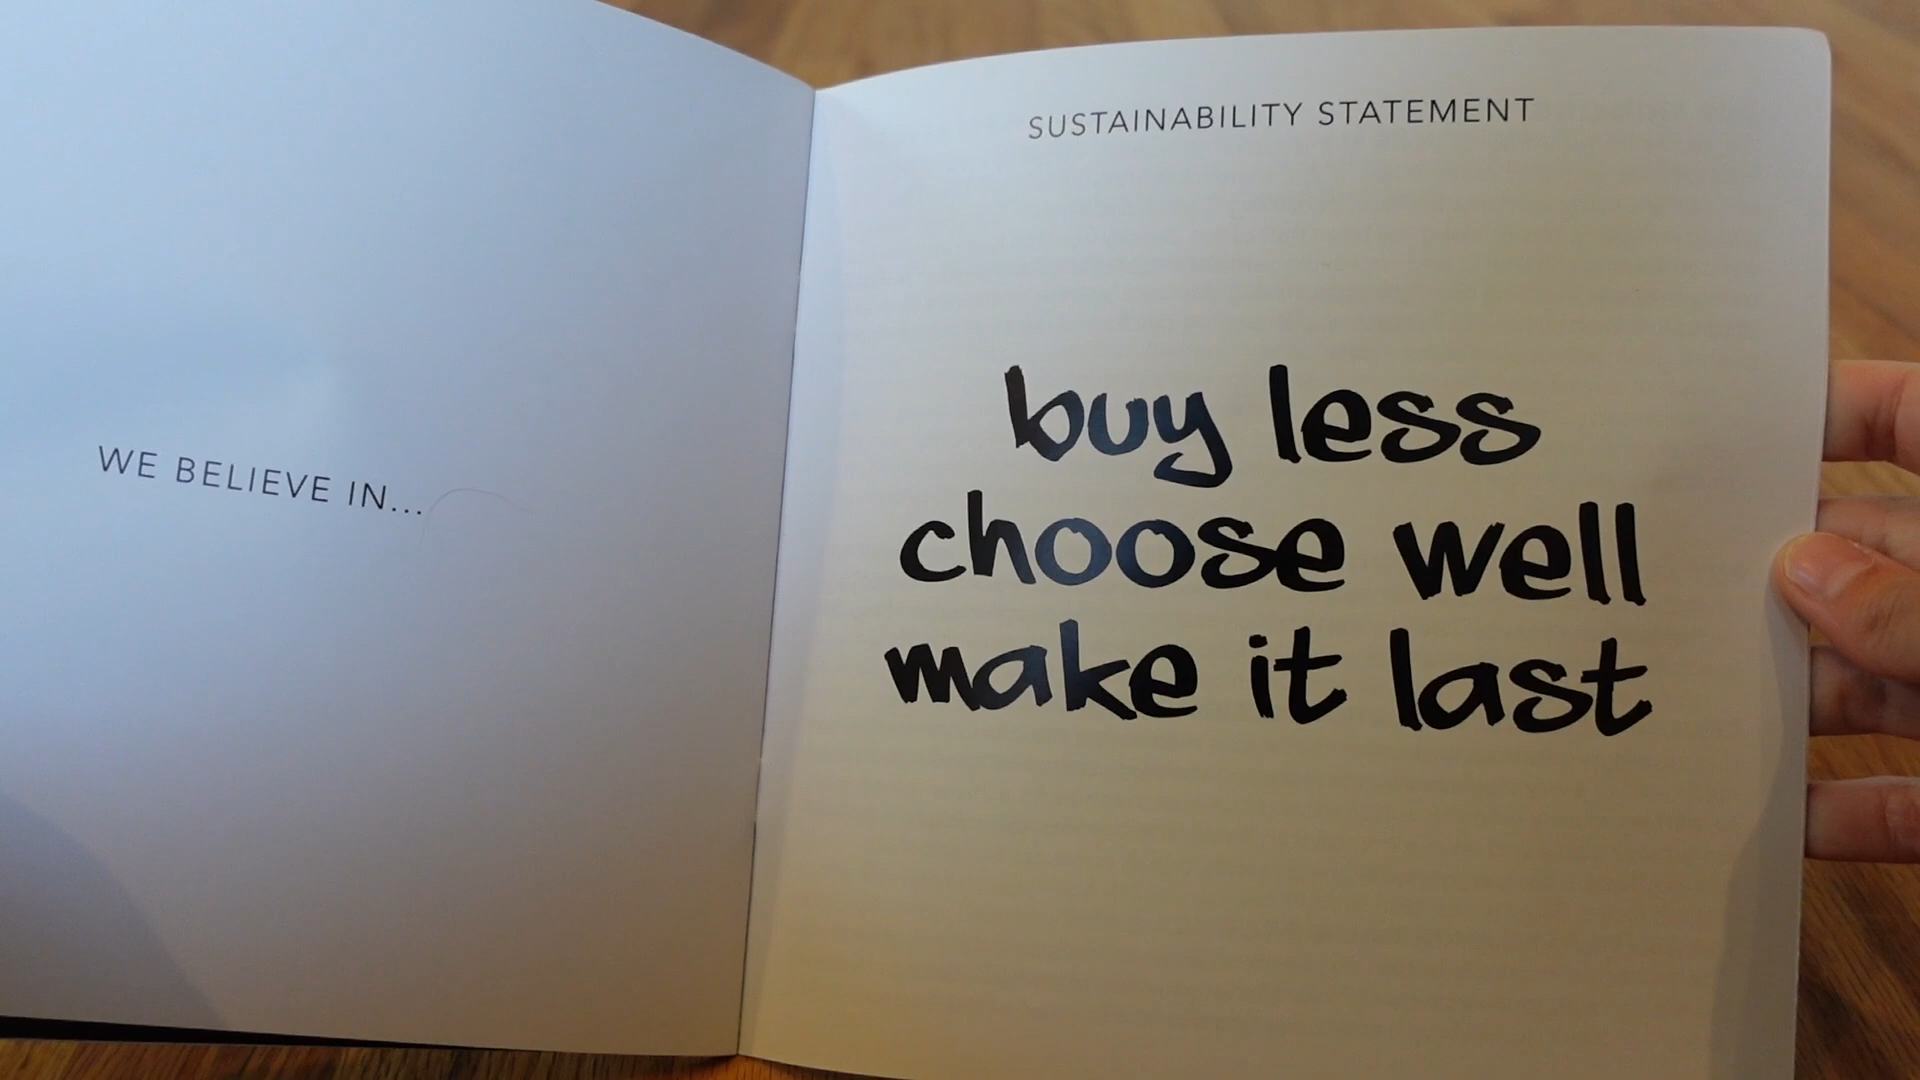 WE BELIEVE IN...
SUSTAINABILITY STATEMENT
buy less
choose well
make it last